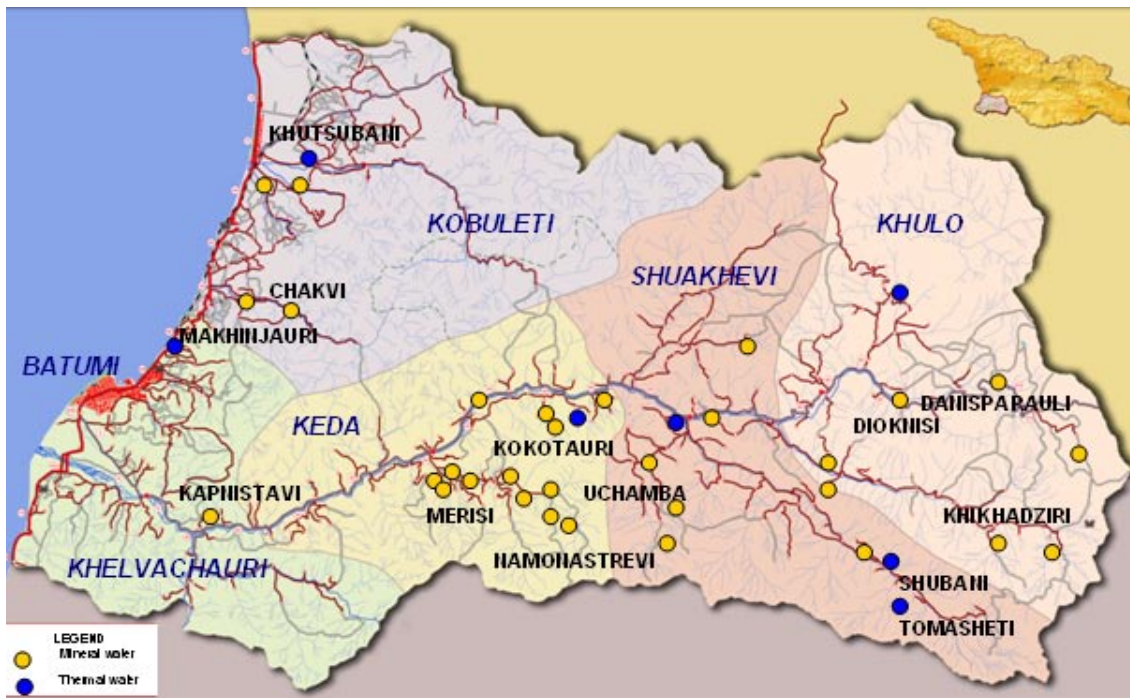 KHUTSUBANI
KOBULETI
KHULO
SHUAKHEVI
CHAKVI
MAKHINJAURI
BATUMI
DANISPARAULI
DIOKNISI
KEDA
KOKOTAURI
KAPNISTAVI
UCHAMBA
MERISI
KHIKHADZIRI
NAMONASTREVI
KHELVACHAURI
SHUBANI
TOMASHETI
LEGEND
Mineral water
Thermal water